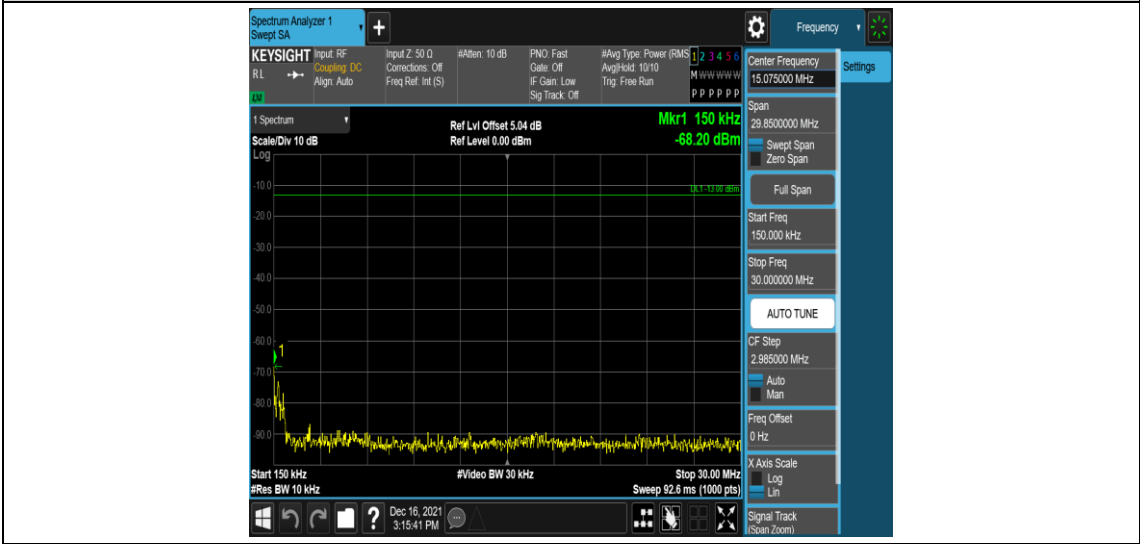 Spectrum Analyzer 1
Swept SA
+
Frequency
KEYSIGHT
RL
Input: RF
Coupling: DC
Align: Auto
Input Z: 50 Ω
Corrections: Off
Freq Ref: Int (S)
#Atten: 10 dB
PNO: Fast
Gate: Off
IF Gain: Low
Sig Track: Off
#Avg Type: Power (RMS
Avg|Hold: 10/10
Trig: Free Run
1 2 3 4 5 6
M W W W W W
P P P P P P
1 Spectrum
Scale/Div 10 dB
Log
Ref Lvl Offset 5.04 dB
Ref Level 0.00 dBm
Mkr1 150 kHz
-68.20 dBm
DL1 -13.00 dBm
-10.0
-20.0
-30.0
-40.0
-50.0
-60.0
1
-70.0
-80.0
-90.0
Start 150 kHz
#Res BW 10 kHz
#Video BW 30 kHz
Stop 30.00 MHz
Sweep 92.6 ms (1000 pts)
?
Dec 16, 2021
3:15:41 PM
Center Frequency
15.075000 MHz
Settings
Span
29.8500000 MHz
Swept Span
Zero Span
Full Span
Start Freq
150.000 kHz
Stop Freq
30.000000 MHz
AUTO TUNE
CF Step
2.985000 MHz
Auto
Man
Freq Offset
0 Hz
X Axis Scale
Log
Lin
Signal Track
(Span Zoom)